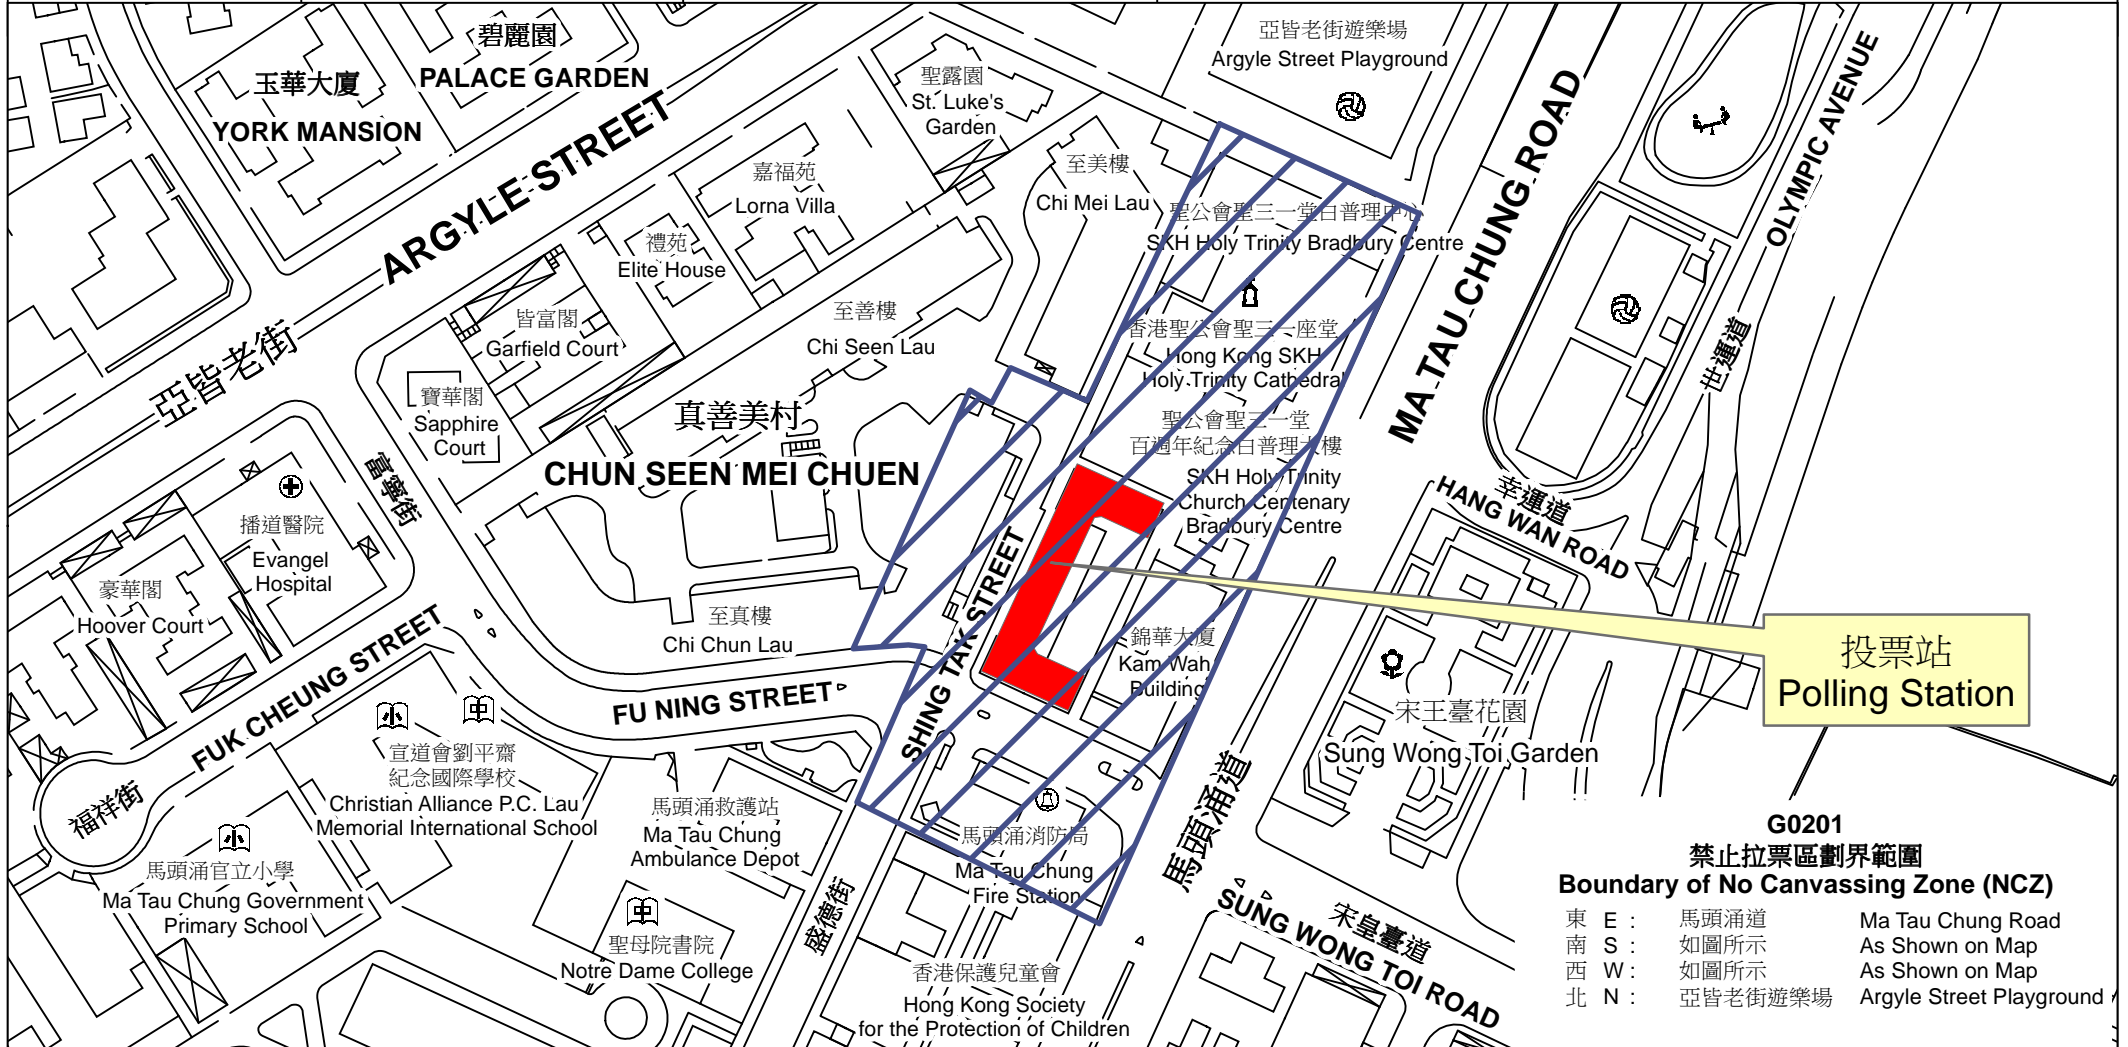 碧麗園
PALACE GARDEN
玉華大廈
YORK MANSION
ARGYLE STREET
亞皆老街
聖露園
St. Luke's
Garden
亞皆老街遊樂場
Argyle Street Playground
MA TAU CHUNG ROAD
OLYMPIC AVENUE
世運道
嘉福苑
Lorna Villa
禮苑
Elite House
至美樓
Chi Mei Lau
聖公會聖三一堂白普理中心
SKH Holy Trinity Bradbury Centre
皆富閣
Garfield Court
至善樓
Chi Seen Lau
香港聖公會聖三一座堂
Hong Kong SKH
Holy Trinity Cathedral
寶華閣
Sapphire
Court
真善美村
CHUN SEEN MEI CHUEN
聖公會聖三一堂
百週年紀念白普理大樓
SKH Holy Trinity
Church Centenary
Bradbury Centre
富寧街
播道醫院
Evangel
Hospital
幸運道
HANG WAN ROAD
豪華閣
Hoover Court
至真樓
Chi Chun Lau
SHING TAK STREET
錦華大廈
Kam Wah
Building
投票站
Polling Station
FUK CHEUNG STREET
福祥街
FU NING STREET
宋王臺花園
Sung Wong Toi Garden
小
中
宣道會劉平齋
紀念國際學校
Christian Alliance P.C. Lau
Memorial International School
馬頭涌救護站
Ma Tau Chung
Ambulance Depot
馬頭涌消防局
Ma Tau Chung
Fire Station
馬頭涌道
小
馬頭涌官立小學
Ma Tau Chung Government
Primary School
中
聖母院書院
Notre Dame College
盛德街
香港保護兒童會
Hong Kong Society
for the Protection of Children
宋皇臺道
SUNG WONG TOI ROAD
G0201
禁止拉票區劃界範圍
Boundary of No Canvassing Zone (NCZ)
東 E : 馬頭涌道 Ma Tau Chung Road
南 S : 如圖所示 As Shown on Map
西 W : 如圖所示 As Shown on Map
北 N : 亞皆老街遊樂場 Argyle Street Playground